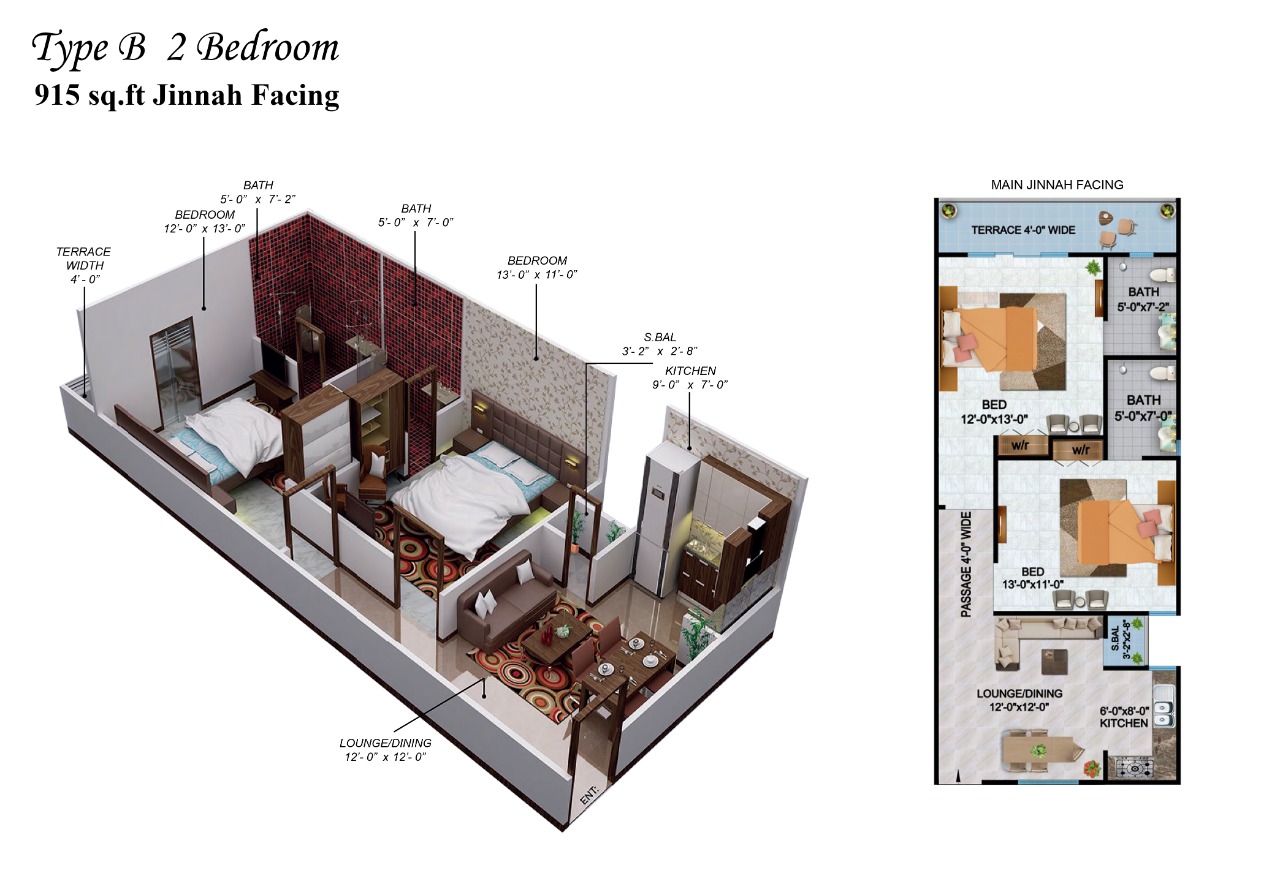 Type B 2 Bedroom
915 sq.ft Jinnah Facing
BATH
5'- 0" x 7'- 2"
BEDROOM
12'- 0" x 13'- 0"
TERRACE
WIDTH
4' - 0"
BATH
5'- 0" x 7'- 0"
BEDROOM
13'- 0" x 11'- 0"
S.BAL
3'- 2" x 2'- 8"
KITCHEN
9'- 0" x 7'- 0"
LOUNGE/DINING
12'- 0" x 12'- 0"
ENT:
MAIN JINNAH FACING
TERRACE 4'-0" WIDE
BATH
5'-0"x7'-2"
BED
12'-0"x13'-0"
BATH
5'-0"x7'-0"
w/r
w/r
PASSAGE 4'-0" WIDE
BED
13'-0"x11'-0"
S.BAL
3'-2"x2'-8"
LOUNGE/DINING
12'-0"x12'-0"
6'-0"x8'-0"
KITCHEN